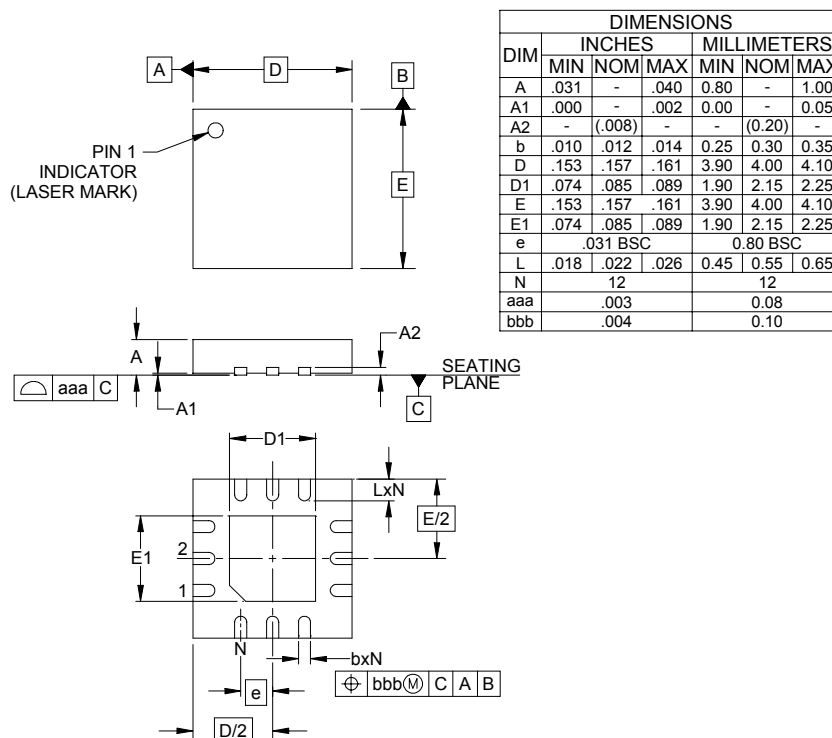 DIMENSIONS
DIM INCHES MILLIMETERS
MIN NOM MAX MIN NOM MAX
A .031 - .040 0.80 - 1.00
A1 .000 - .002 0.00 - 0.05
A2 - (.008) - - (0.20) -
b .010 .012 .014 0.25 0.30 0.35
D .153 .157 .161 3.90 4.00 4.10
D1 .074 .085 .089 1.90 2.15 2.25
E .153 .157 .161 3.90 4.00 4.10
E1 .074 .085 .089 1.90 2.15 2.25
e .031 BSC 0.80 BSC
L .018 .022 .026 0.45 0.55 0.65
N 12 12
aaa .003 0.08
bbb .004 0.10
A D
B
PIN 1
INDICATOR
(LASER MARK)
E
A2
A
SEATING
PLANE
aaa C
A1
C
D1
LxN
E/2
E1
2
1
N
bxN
bbb Ⓜ C A B
e
D/2